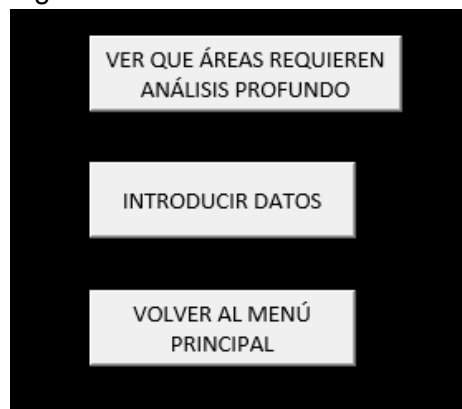 VER QUE ÁREAS REQUIEREN
ANÁLISIS PROFUNDO
INTRODUCIR DATOS
VOLVER AL MENÚ
PRINCIPAL